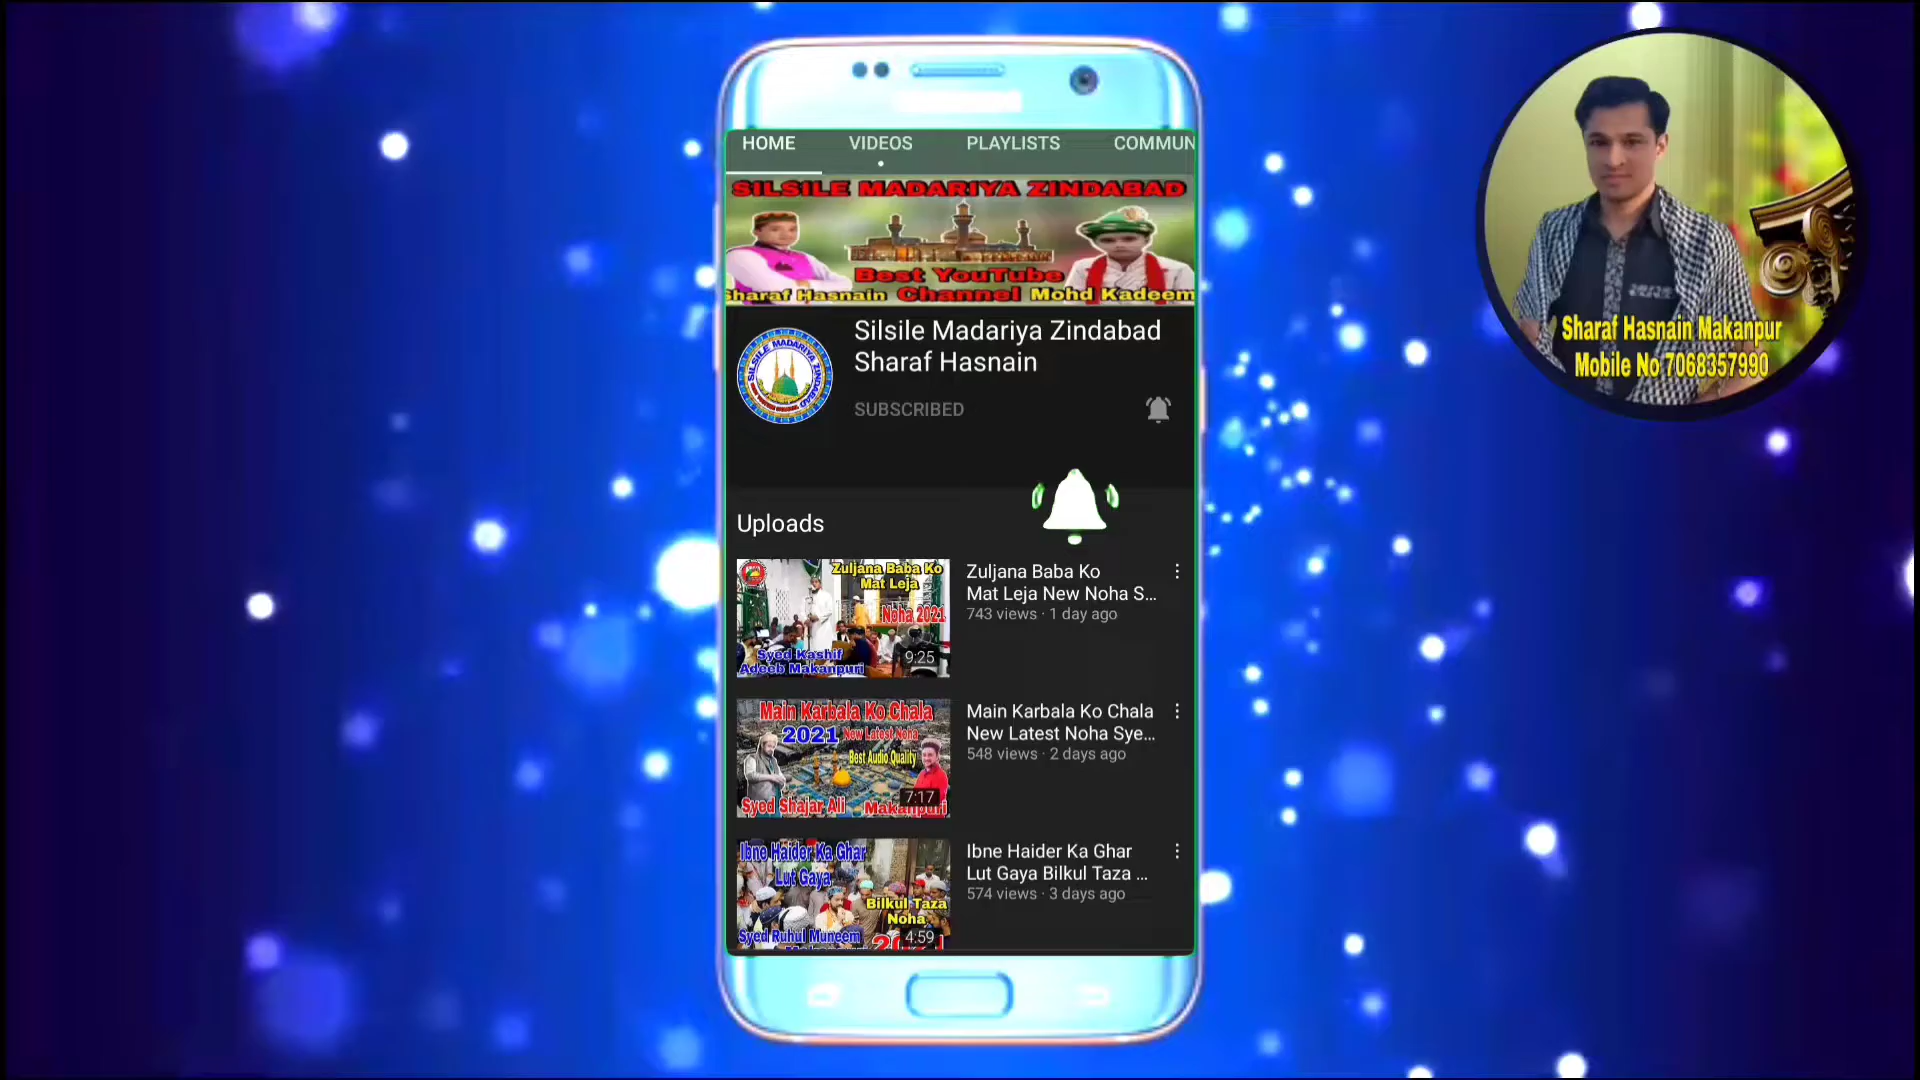 HOME VIDEOS PLAYLISTS COMMUN
SILSILE MADARIYA ZINDABAD
Best YouTube
Sharaf Hasnain Channel Mohd Kadeem
Silsile Madariya Zindabad
Sharaf Hasnain
SUBSCRIBED
SILSILE MADARIYA ZINDABAD
Sharaf Hasnain Makanpur
Mobile No 7068357990
Uploads
Zuljana Baba Ko
Mat Leja
Noha 2021
Syed Kashif
Adeeb Makanpuri
9:25
Zuljana Baba Ko
Mat Leja New Noha S...
743 views · 1 day ago
Main Karbala Ko Chala
2021 New Latest Noha
Best Audio Quality
7:17
Syed Shajar Ali Makanpuri
Main Karbala Ko Chala
New Latest Noha Sye...
548 views · 2 days ago
Ibne Haider Ka Ghar
Lut Gaya
Bilkul Taza
Noha
Syed Ruhul Muneem
4:59
Ibne Haider Ka Ghar
Lut Gaya Bilkul Taza ...
574 views · 3 days ago